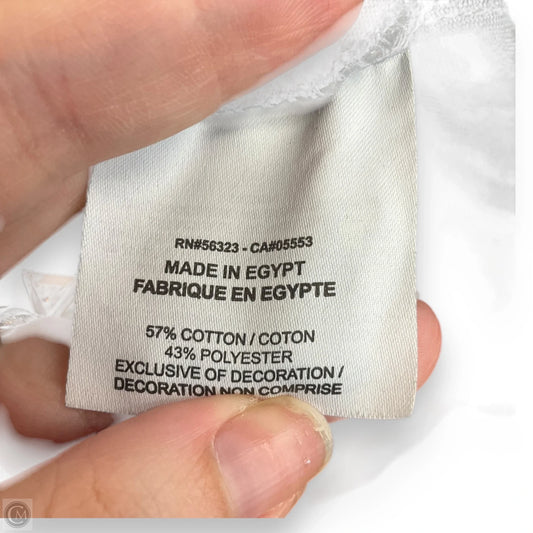 RN#56323 - CA#05553
MADE IN EGYPT
FABRIQUE EN EGYPTE
57% COTTON / COTON
43% POLYESTER
EXCLUSIVE OF DECORATION /
DECORATION NON COMPRISE